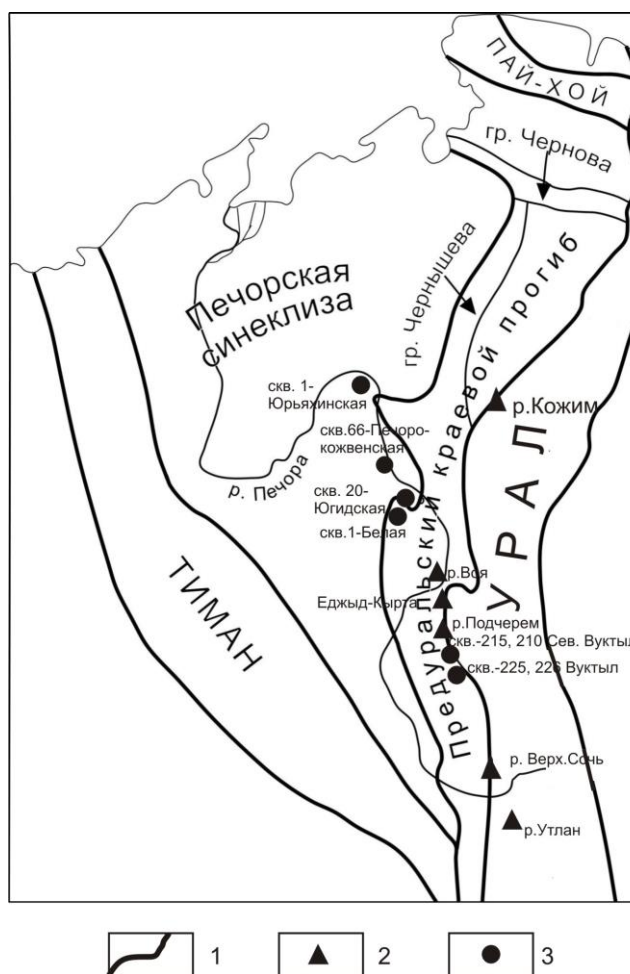 ПАЙ-ХОЙ
гр. Чернова
гр. Чернышева
Печорская
синеклиза
Предуральский краевой прогиб
скв. 1-
Юрьяхинская
р.Кожим
скв.66-Печоро-
кожвенская
р. Печора
скв. 20-
Югидская
скв.1-Белая
УРАЛ
ТИМАН
р.Воя
Еджыд-Кырта
р.Подчерем
скв.-215, 210 Сев. Вуктыл
скв.-225, 226 Вуктыл
р. Верх.Сочь
р.Утлан
1
2
3